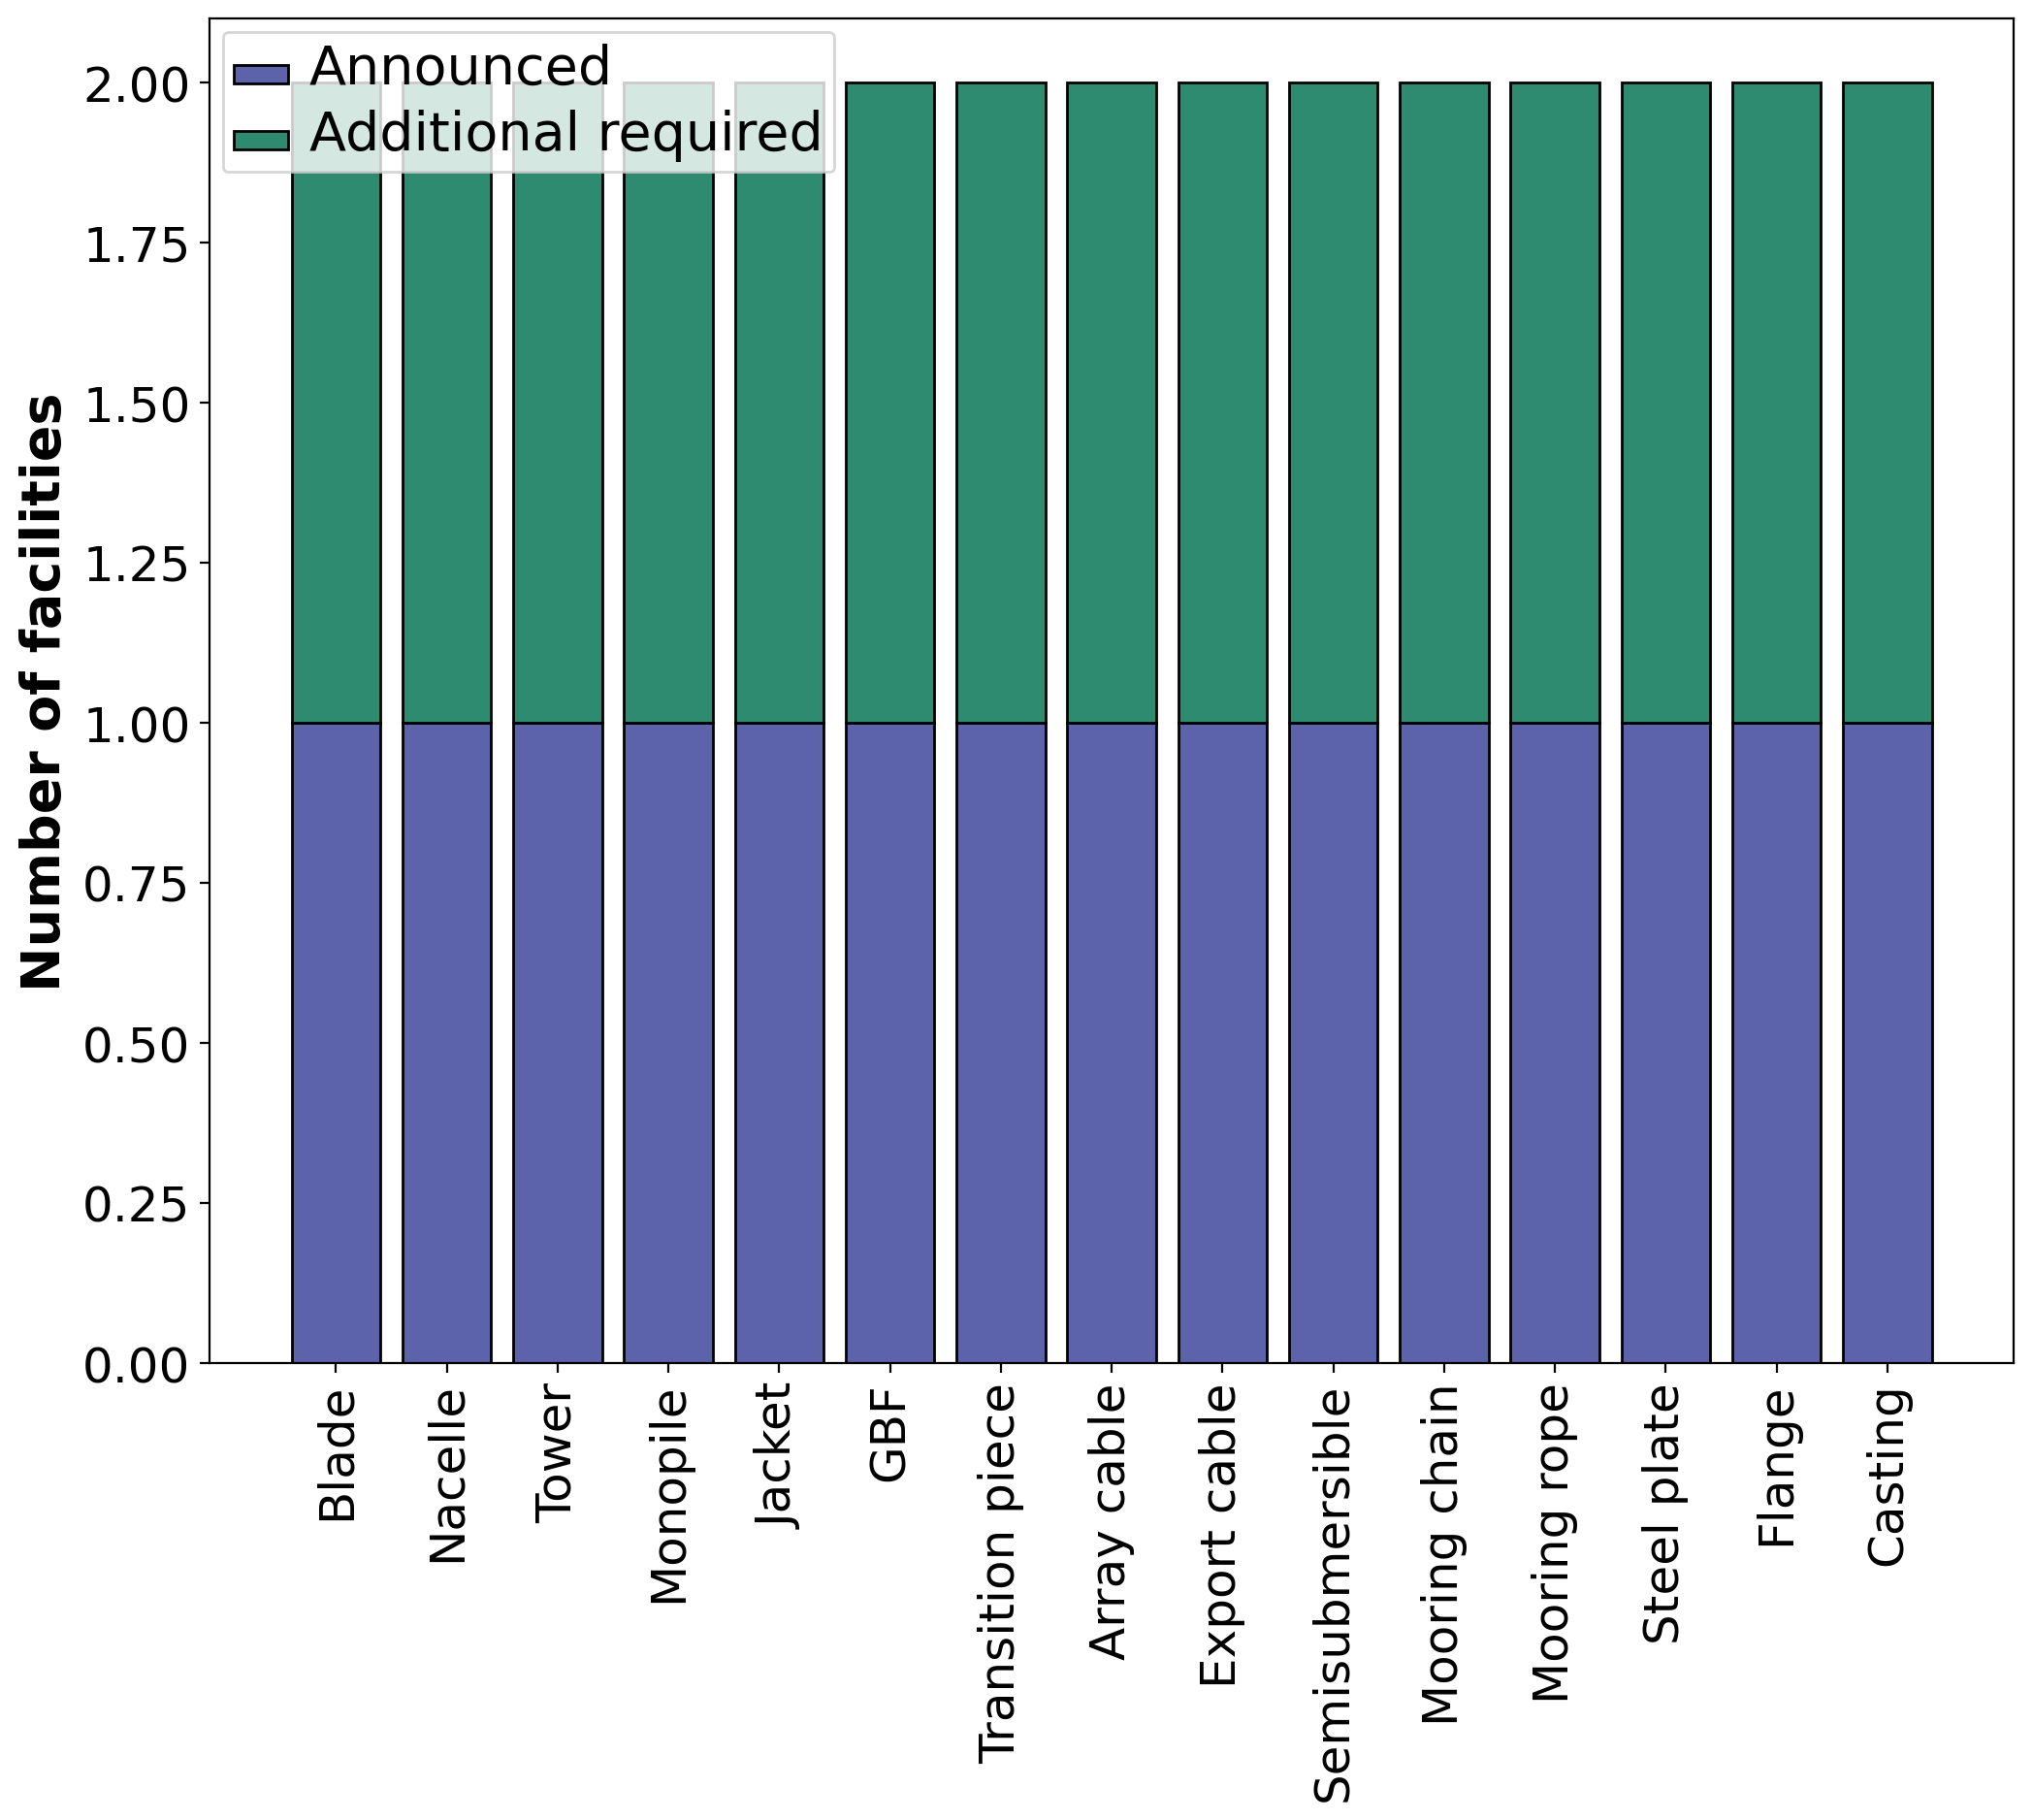 Announced
Additional required
Number of facilities
2.00
1.75
1.50
1.25
1.00
0.75
0.50
0.25
0.00
Blade
Nacelle
Tower
Monopile
Jacket
GBF
Transition piece
Array cable
Export cable
Semisubmersible
Mooring chain
Mooring rope
Steel plate
Flange
Casting